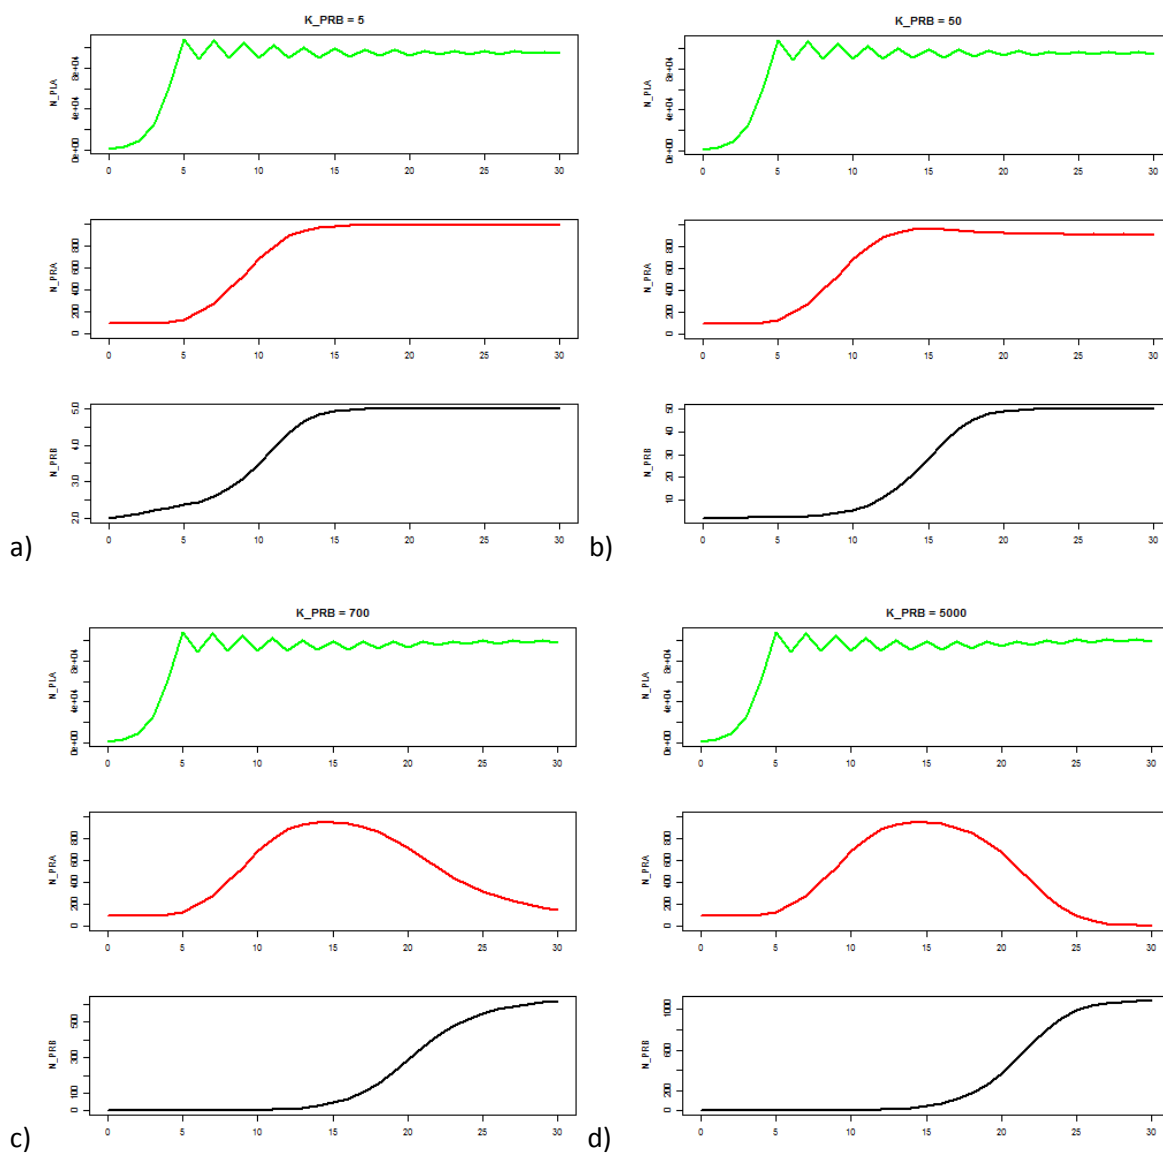 K_PRB = 5
N_PLA
0e+00 4e+04 8e+04
0 5 10 15 20 25 30
N_PRA
0 200 400 600 800
0 5 10 15 20 25 30
N_PRB
2.0 3.0 4.0 5.0
0 5 10 15 20 25 30
a)
K_PRB = 50
N_PLA
0e+00 4e+04 8e+04
0 5 10 15 20 25 30
N_PRA
0 200 400 600 800
0 5 10 15 20 25 30
N_PRB
10 20 30 40 50
0 5 10 15 20 25 30
b)
K_PRB = 700
N_PLA
0e+00 4e+04 8e+04
0 5 10 15 20 25 30
N_PRA
0 200 400 600 800
0 5 10 15 20 25 30
N_PRB
0 100 300 500
0 5 10 15 20 25 30
c)
K_PRB = 5000
N_PLA
0e+00 4e+04 8e+04
0 5 10 15 20 25 30
N_PRA
0 200 400 600 800
0 5 10 15 20 25 30
N_PRB
0 200 600 1000
0 5 10 15 20 25 30
d)